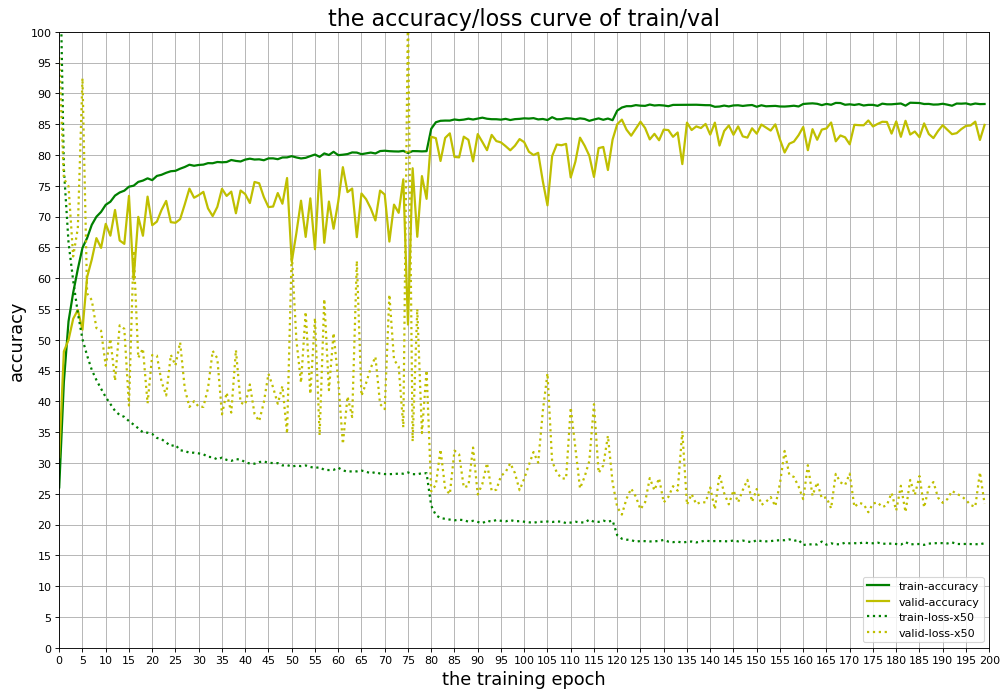 the accuracy/loss curve of train/val
accuracy
100
95
90
85
80
75
70
65
60
55
50
45
40
35
30
25
20
15
10
5
0
train-accuracy
valid-accuracy
train-loss-x50
valid-loss-x50
0 5 10 15 20 25 30 35 40 45 50 55 60 65 70 75 80 85 90 95 100 105 110 115 120 125 130 135 140 145 150 155 160 165 170 175 180 185 190 195 200
the training epoch